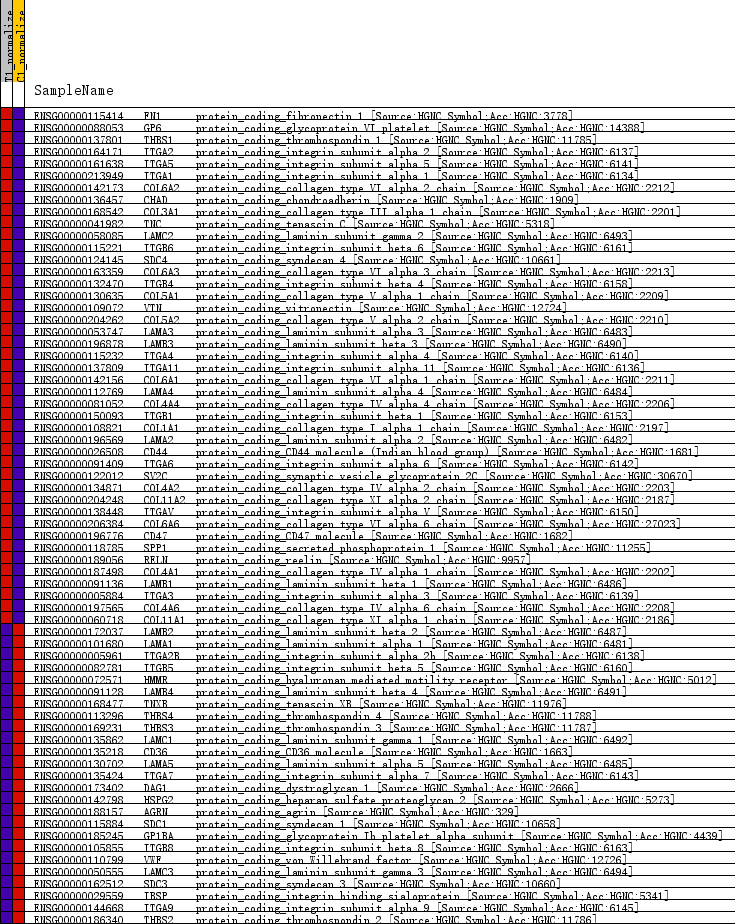 T1_normalize
C1_normalize
SampleName
ENSG00000115414 FN1 protein_coding_fibronectin 1 [Source:HGNC Symbol;Acc:HGNC:3778]
ENSG00000088053 GP6 protein_coding_glycoprotein VI platelet [Source:HGNC Symbol;Acc:HGNC:14388]
ENSG00000137801 THBS1 protein_coding_thrombospondin 1 [Source:HGNC Symbol;Acc:HGNC:11785]
ENSG00000164171 ITGA2 protein_coding_integrin subunit alpha 2 [Source:HGNC Symbol;Acc:HGNC:6137]
ENSG00000161638 ITGA5 protein_coding_integrin subunit alpha 5 [Source:HGNC Symbol;Acc:HGNC:6141]
ENSG00000213949 ITGA1 protein_coding_integrin subunit alpha 1 [Source:HGNC Symbol;Acc:HGNC:6134]
ENSG00000142173 COL6A2 protein_coding_collagen type VI alpha 2 chain [Source:HGNC Symbol;Acc:HGNC:2212]
ENSG00000136457 CHAD protein_coding_chondroadherin [Source:HGNC Symbol;Acc:HGNC:1909]
ENSG00000168542 COL3A1 protein_coding_collagen type III alpha 1 chain [Source:HGNC Symbol;Acc:HGNC:2201]
ENSG00000041982 TNC protein_coding_tenascin C [Source:HGNC Symbol;Acc:HGNC:5318]
ENSG00000058085 LAMC2 protein_coding_laminin subunit gamma 2 [Source:HGNC Symbol;Acc:HGNC:6493]
ENSG00000115221 ITGB6 protein_coding_integrin subunit beta 6 [Source:HGNC Symbol;Acc:HGNC:6161]
ENSG00000124145 SDC4 protein_coding_syndecan 4 [Source:HGNC Symbol;Acc:HGNC:10661]
ENSG00000163359 COL6A3 protein_coding_collagen type VI alpha 3 chain [Source:HGNC Symbol;Acc:HGNC:2213]
ENSG00000132470 ITGB4 protein_coding_integrin subunit beta 4 [Source:HGNC Symbol;Acc:HGNC:6158]
ENSG00000130635 COL5A1 protein_coding_collagen type V alpha 1 chain [Source:HGNC Symbol;Acc:HGNC:2209]
ENSG00000109072 VTN protein_coding_vitronectin [Source:HGNC Symbol;Acc:HGNC:12724]
ENSG00000204262 COL5A2 protein_coding_collagen type V alpha 2 chain [Source:HGNC Symbol;Acc:HGNC:2210]
ENSG00000053747 LAMA3 protein_coding_laminin subunit alpha 3 [Source:HGNC Symbol;Acc:HGNC:6483]
ENSG00000196878 LAMB3 protein_coding_laminin subunit beta 3 [Source:HGNC Symbol;Acc:HGNC:6490]
ENSG00000115232 ITGA4 protein_coding_integrin subunit alpha 4 [Source:HGNC Symbol;Acc:HGNC:6140]
ENSG00000137809 ITGA11 protein_coding_integrin subunit alpha 11 [Source:HGNC Symbol;Acc:HGNC:6136]
ENSG00000142156 COL6A1 protein_coding_collagen type VI alpha 1 chain [Source:HGNC Symbol;Acc:HGNC:2211]
ENSG00000112769 LAMA4 protein_coding_laminin subunit alpha 4 [Source:HGNC Symbol;Acc:HGNC:6484]
ENSG00000081052 COL4A4 protein_coding_collagen type IV alpha 4 chain [Source:HGNC Symbol;Acc:HGNC:2206]
ENSG00000150093 ITGB1 protein_coding_integrin subunit beta 1 [Source:HGNC Symbol;Acc:HGNC:6153]
ENSG00000108821 COL1A1 protein_coding_collagen type I alpha 1 chain [Source:HGNC Symbol;Acc:HGNC:2197]
ENSG00000196569 LAMA2 protein_coding_laminin subunit alpha 2 [Source:HGNC Symbol;Acc:HGNC:6482]
ENSG00000026508 CD44 protein_coding_CD44 molecule (Indian blood group) [Source:HGNC Symbol;Acc:HGNC:1681]
ENSG00000091409 ITGA6 protein_coding_integrin subunit alpha 6 [Source:HGNC Symbol;Acc:HGNC:6142]
ENSG00000122012 SV2C protein_coding_synaptic vesicle glycoprotein 2C [Source:HGNC Symbol;Acc:HGNC:30670]
ENSG00000134871 COL4A2 protein_coding_collagen type IV alpha 2 chain [Source:HGNC Symbol;Acc:HGNC:2203]
ENSG00000204248 COL11A2 protein_coding_collagen type XI alpha 2 chain [Source:HGNC Symbol;Acc:HGNC:2187]
ENSG00000138448 ITGAV protein_coding_integrin subunit alpha V [Source:HGNC Symbol;Acc:HGNC:6150]
ENSG00000206384 COL6A6 protein_coding_collagen type VI alpha 6 chain [Source:HGNC Symbol;Acc:HGNC:27023]
ENSG00000196776 CD47 protein_coding_CD47 molecule [Source:HGNC Symbol;Acc:HGNC:1682]
ENSG00000118785 SPP1 protein_coding_secreted phosphoprotein 1 [Source:HGNC Symbol;Acc:HGNC:11255]
ENSG00000189056 RELN protein_coding_reelin [Source:HGNC Symbol;Acc:HGNC:9957]
ENSG00000187498 COL4A1 protein_coding_collagen type IV alpha 1 chain [Source:HGNC Symbol;Acc:HGNC:2202]
ENSG00000091136 LAMB1 protein_coding_laminin subunit beta 1 [Source:HGNC Symbol;Acc:HGNC:6486]
ENSG00000005884 ITGA3 protein_coding_integrin subunit alpha 3 [Source:HGNC Symbol;Acc:HGNC:6139]
ENSG00000197565 COL4A6 protein_coding_collagen type IV alpha 6 chain [Source:HGNC Symbol;Acc:HGNC:2208]
ENSG00000060718 COL11A1 protein_coding_collagen type XI alpha 1 chain [Source:HGNC Symbol;Acc:HGNC:2186]
ENSG00000172037 LAMB2 protein_coding_laminin subunit beta 2 [Source:HGNC Symbol;Acc:HGNC:6487]
ENSG00000101680 LAMA1 protein_coding_laminin subunit alpha 1 [Source:HGNC Symbol;Acc:HGNC:6481]
ENSG00000005961 ITGA2B protein_coding_integrin subunit alpha 2b [Source:HGNC Symbol;Acc:HGNC:6138]
ENSG00000082781 ITGB5 protein_coding_integrin subunit beta 5 [Source:HGNC Symbol;Acc:HGNC:6160]
ENSG00000072571 HMMR protein_coding_hyaluronan mediated motility receptor [Source:HGNC Symbol;Acc:HGNC:5012]
ENSG00000091128 LAMB4 protein_coding_laminin subunit beta 4 [Source:HGNC Symbol;Acc:HGNC:6491]
ENSG00000168477 TNXB protein_coding_tenascin XB [Source:HGNC Symbol;Acc:HGNC:11976]
ENSG00000113296 THBS4 protein_coding_thrombospondin 4 [Source:HGNC Symbol;Acc:HGNC:11788]
ENSG00000169231 THBS3 protein_coding_thrombospondin 3 [Source:HGNC Symbol;Acc:HGNC:11787]
ENSG00000135862 LAMC1 protein_coding_laminin subunit gamma 1 [Source:HGNC Symbol;Acc:HGNC:6492]
ENSG00000135218 CD36 protein_coding_CD36 molecule [Source:HGNC Symbol;Acc:HGNC:1663]
ENSG00000130702 LAMA5 protein_coding_laminin subunit alpha 5 [Source:HGNC Symbol;Acc:HGNC:6485]
ENSG00000135424 ITGA7 protein_coding_integrin subunit alpha 7 [Source:HGNC Symbol;Acc:HGNC:6143]
ENSG00000173402 DAG1 protein_coding_dystroglycan 1 [Source:HGNC Symbol;Acc:HGNC:2666]
ENSG00000142798 HSPG2 protein_coding_heparan sulfate proteoglycan 2 [Source:HGNC Symbol;Acc:HGNC:5273]
ENSG00000188157 AGRN protein_coding_agrin [Source:HGNC Symbol;Acc:HGNC:329]
ENSG00000115884 SDC1 protein_coding_syndecan 1 [Source:HGNC Symbol;Acc:HGNC:10658]
ENSG00000185245 GP1BA protein_coding_glycoprotein Ib platelet alpha subunit [Source:HGNC Symbol;Acc:HGNC:4439]
ENSG00000105855 ITGB8 protein_coding_integrin subunit beta 8 [Source:HGNC Symbol;Acc:HGNC:6163]
ENSG00000110799 VWF protein_coding_von Willebrand factor [Source:HGNC Symbol;Acc:HGNC:12726]
ENSG00000050555 LAMC3 protein_coding_laminin subunit gamma 3 [Source:HGNC Symbol;Acc:HGNC:6494]
ENSG00000162512 SDC3 protein_coding_syndecan 3 [Source:HGNC Symbol;Acc:HGNC:10660]
ENSG00000029559 IBSP protein_coding_integrin binding sialoprotein [Source:HGNC Symbol;Acc:HGNC:5341]
ENSG00000144668 ITGA9 protein_coding_integrin subunit alpha 9 [Source:HGNC Symbol;Acc:HGNC:6145]
ENSG00000186340 THBS2 protein_coding_thrombospondin 2 [Source:HGNC Symbol;Acc:HGNC:11786]